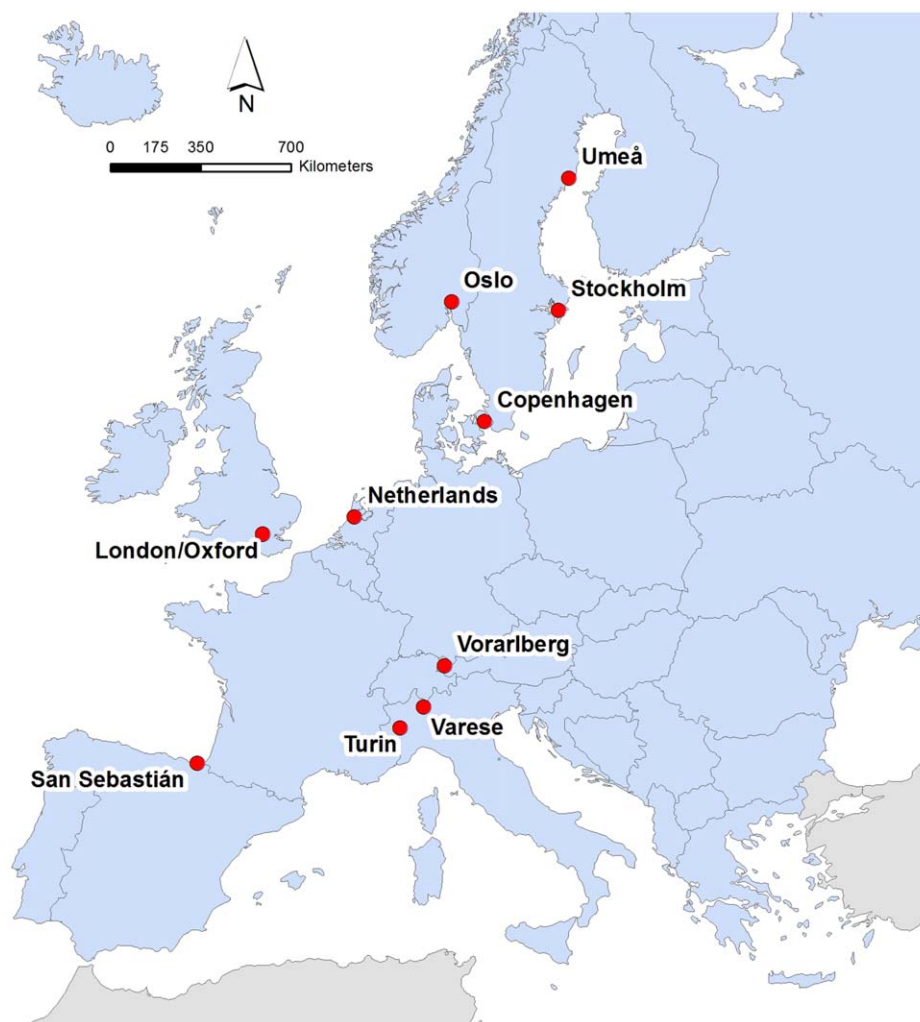 N
0 175 350 700
Kilometers
Umeå
Oslo
Stockholm
Copenhagen
Netherlands
London/Oxford
Vorarlberg
Varese
Turin
San Sebastián